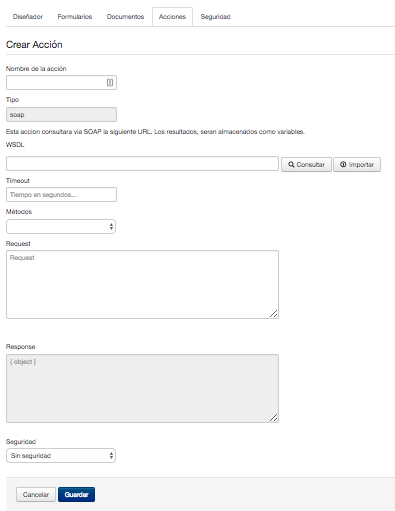 Diseñador Formularios Documentos Acciones Seguridad
Crear Acción
Nombre de la acción
Tipo
soap
Esta accion consultara via SOAP la siguiente URL. Los resultados, seran almacenados como variables.
WSDL
Consultar Importar
Timeout
Tiempo en segundos...
Métodos
Request
Request
Response
{ object }
Seguridad
Sin seguridad
Cancelar Guardar